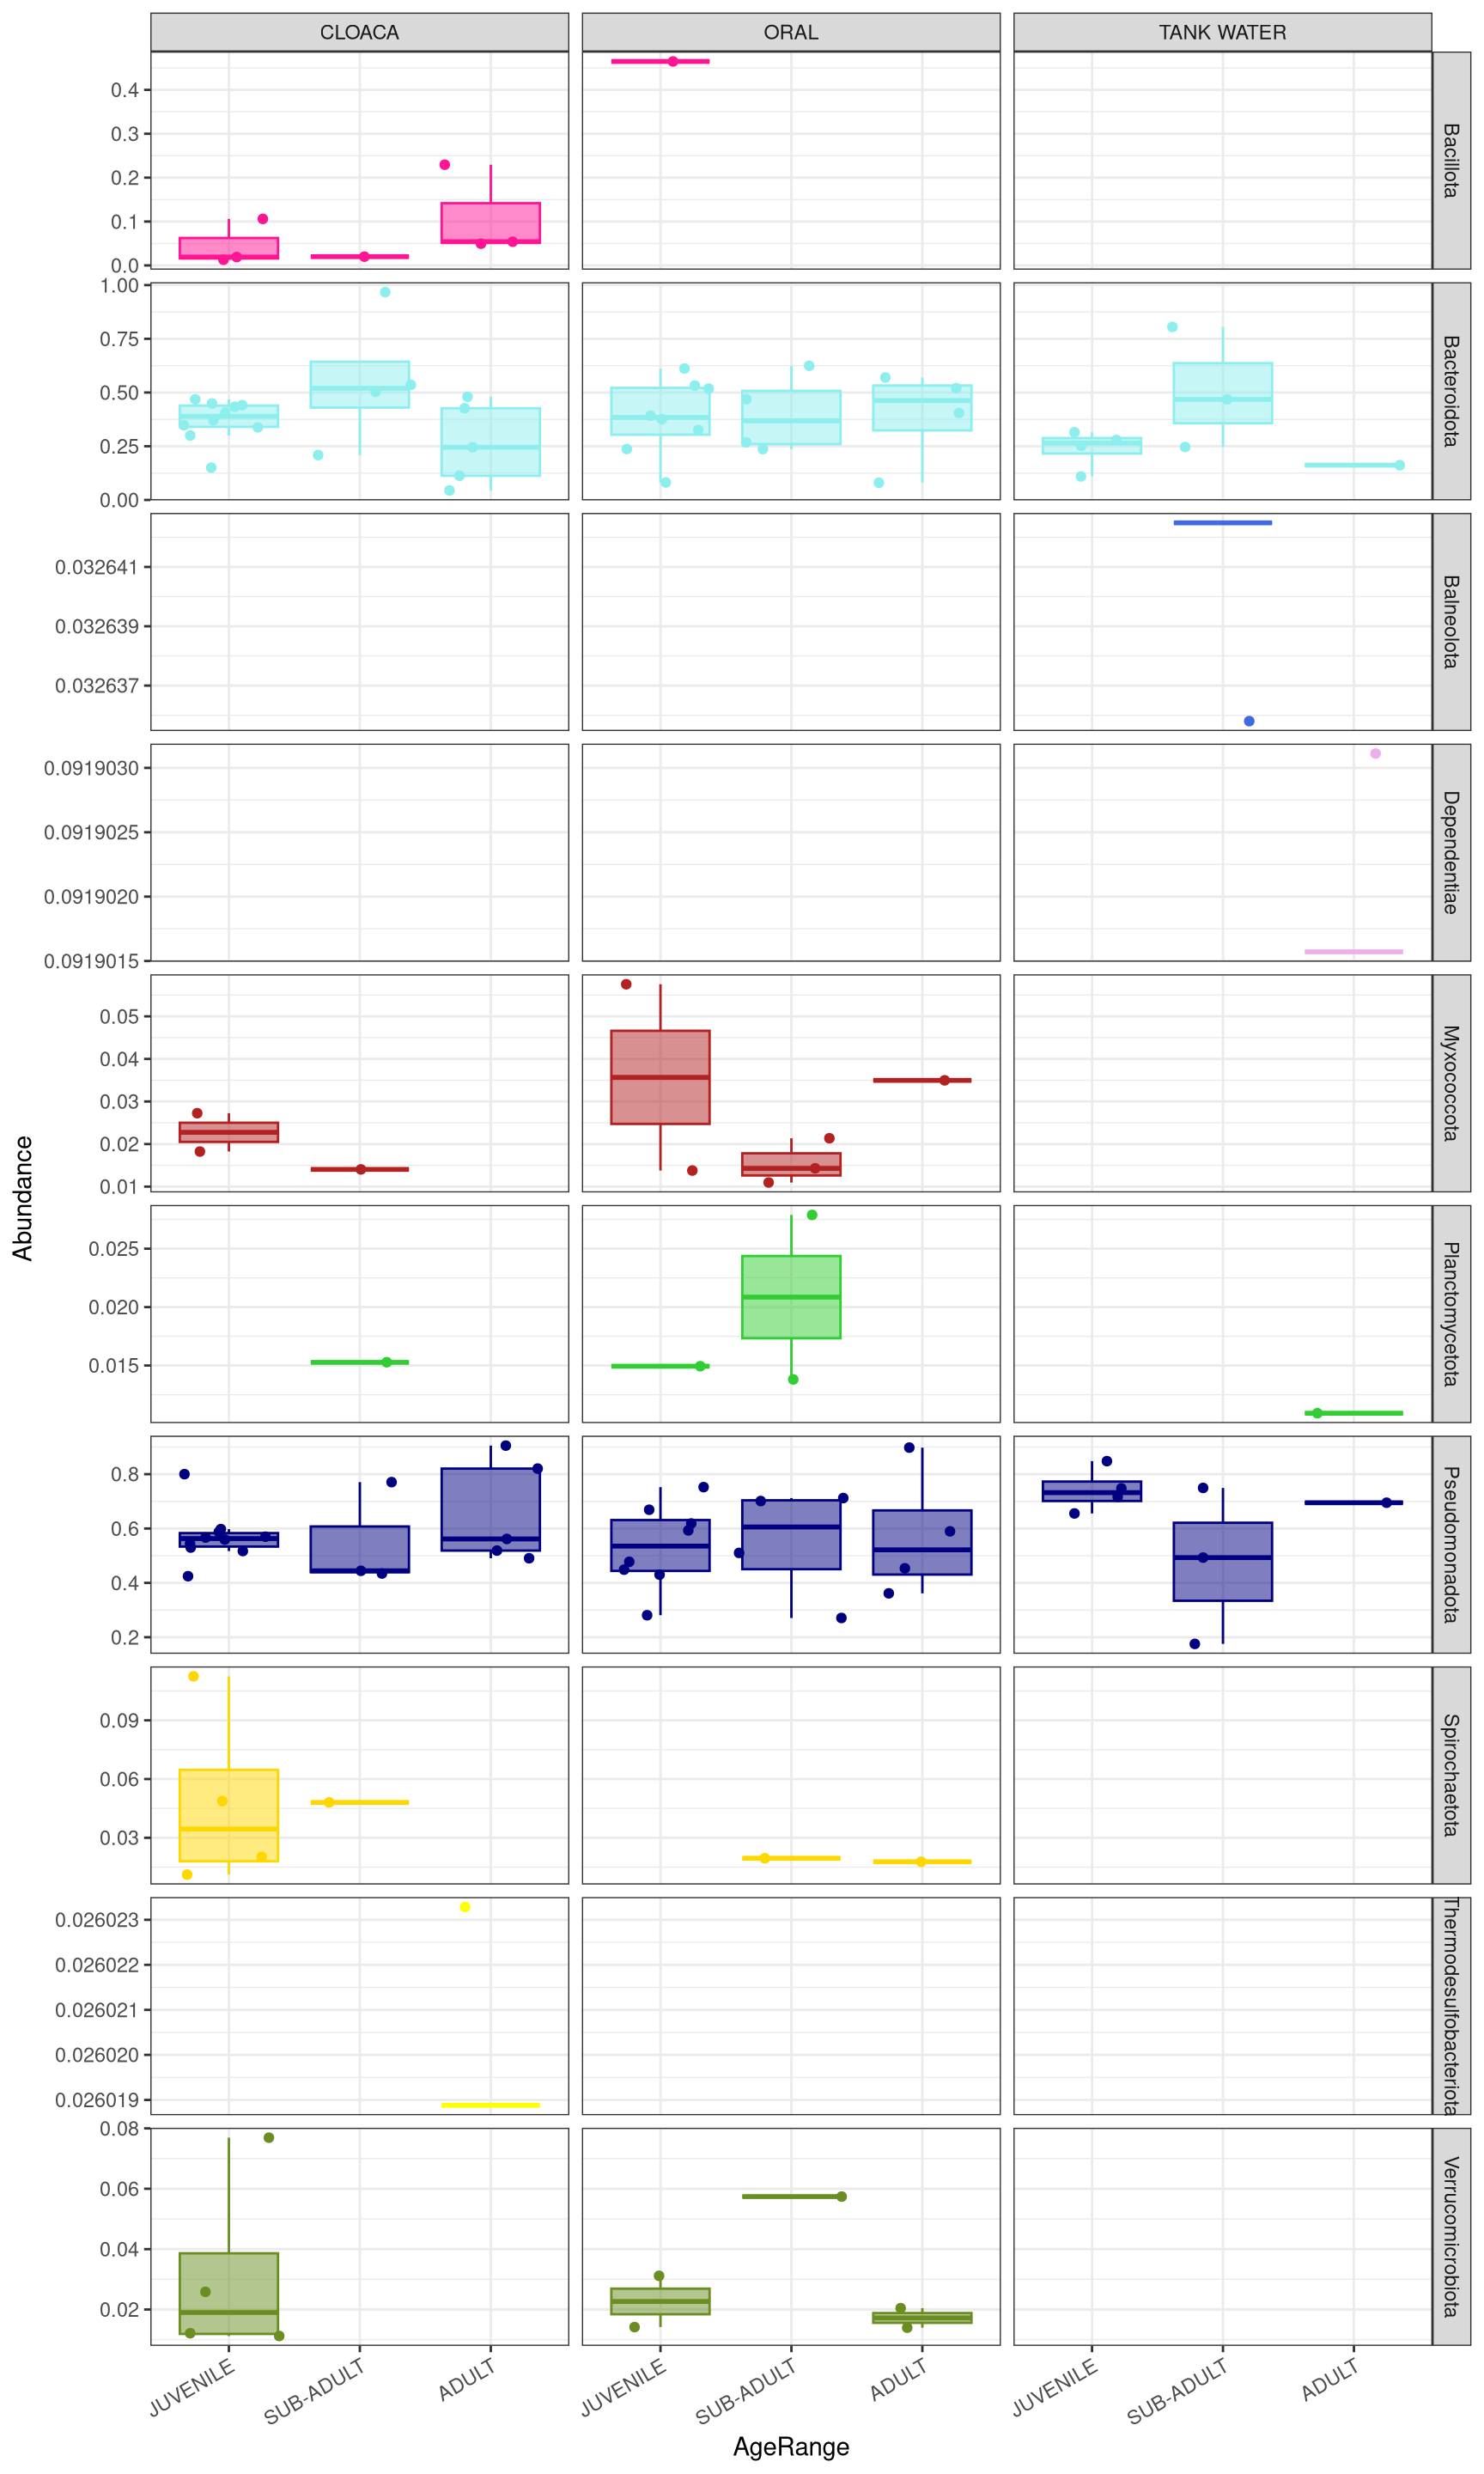 CLOACA
ORAL
TANK WATER
0.4
0.3
0.2
0.1
0.0
Bacillota
1.00
0.75
0.50
0.25
0.00
Bacteroidota
0.032641
0.032639
0.032637
Balneolota
0.0919030
0.0919025
0.0919020
0.0919015
Dependentiae
0.05
0.04
0.03
0.02
0.01
Myxococcota
0.025
0.020
0.015
Planctomycetota
0.8
0.6
0.4
0.2
Pseudomonadota
0.09
0.06
0.03
Spirochaetota
0.026023
0.026022
0.026021
0.026020
0.026019
Thermodesulfobacteriota
0.08
0.06
0.04
0.02
Verrucomicrobiota
Abundance
JUVENILE
SUB-ADULT
ADULT
JUVENILE
SUB-ADULT
ADULT
JUVENILE
SUB-ADULT
ADULT
AgeRange